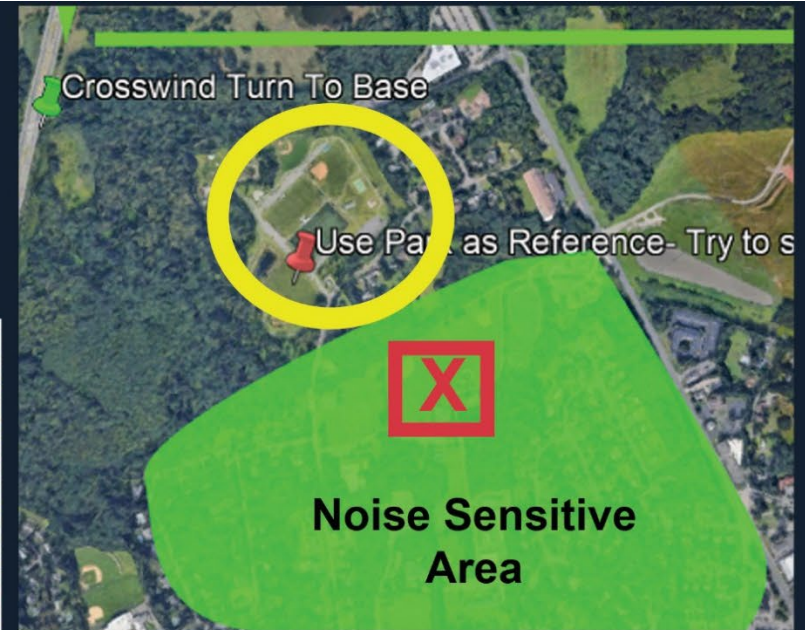 Crosswind Turn To Base
Use Park as Reference- Try to s
X
Noise Sensitive
Area